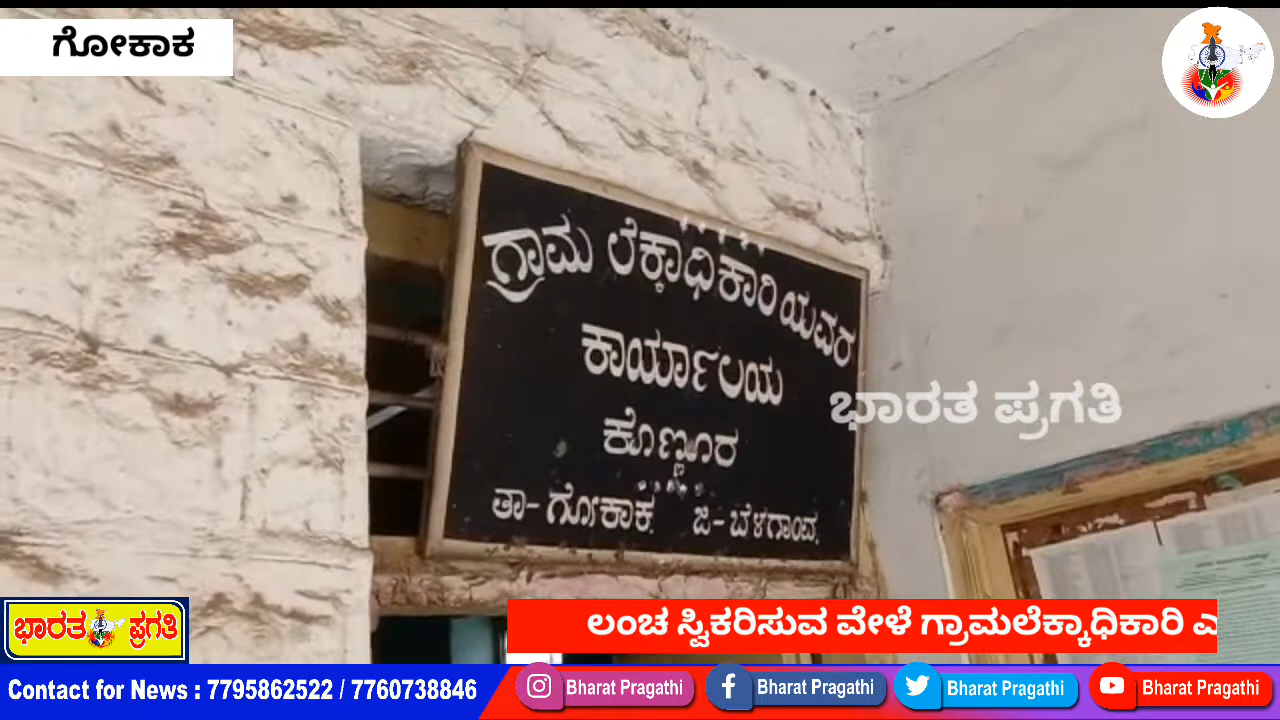 ಗೋಕಾಕ
ಗ್ರಾಮ ಲೆಕ್ಕಾಧಿಕಾರಿಯವರ
ಕಾರ್ಯಾಲಯ
ಕೊಣ್ಣೂರ
ತಾ-ಗೋಕಾಕ. ಜಿ-ಬೆಳಗಾಂವ.
ಭಾರತ ಪ್ರಗತಿ
ಲಂಚ ಸ್ವಿಕರಿಸುವ ವೇಳೆ ಗ್ರಾಮಲೆಕ್ಕಾಧಿಕಾರಿ ಎ
ಭಾರತ ಪ್ರಗತಿ
Contact for News : 7795862522 / 7760738846
Bharat Pragathi
Bharat Pragathi
Bharat Pragathi
Bharat Pragathi